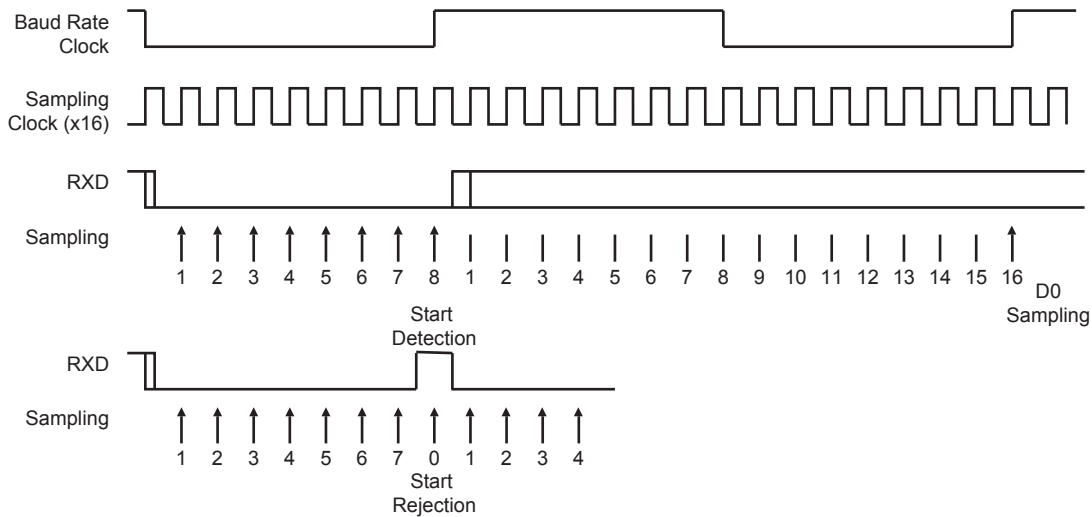 Baud Rate
Clock
Sampling
Clock (x16)
RXD
Sampling
1 2 3 4 5 6 7 8 1 2 3 4 5 6 7 8 9 10 11 12 13 14 15 16
D0
Sampling
Start
Detection
RXD
Sampling
1 2 3 4 5 6 7 0 1 2 3 4
Start
Rejection